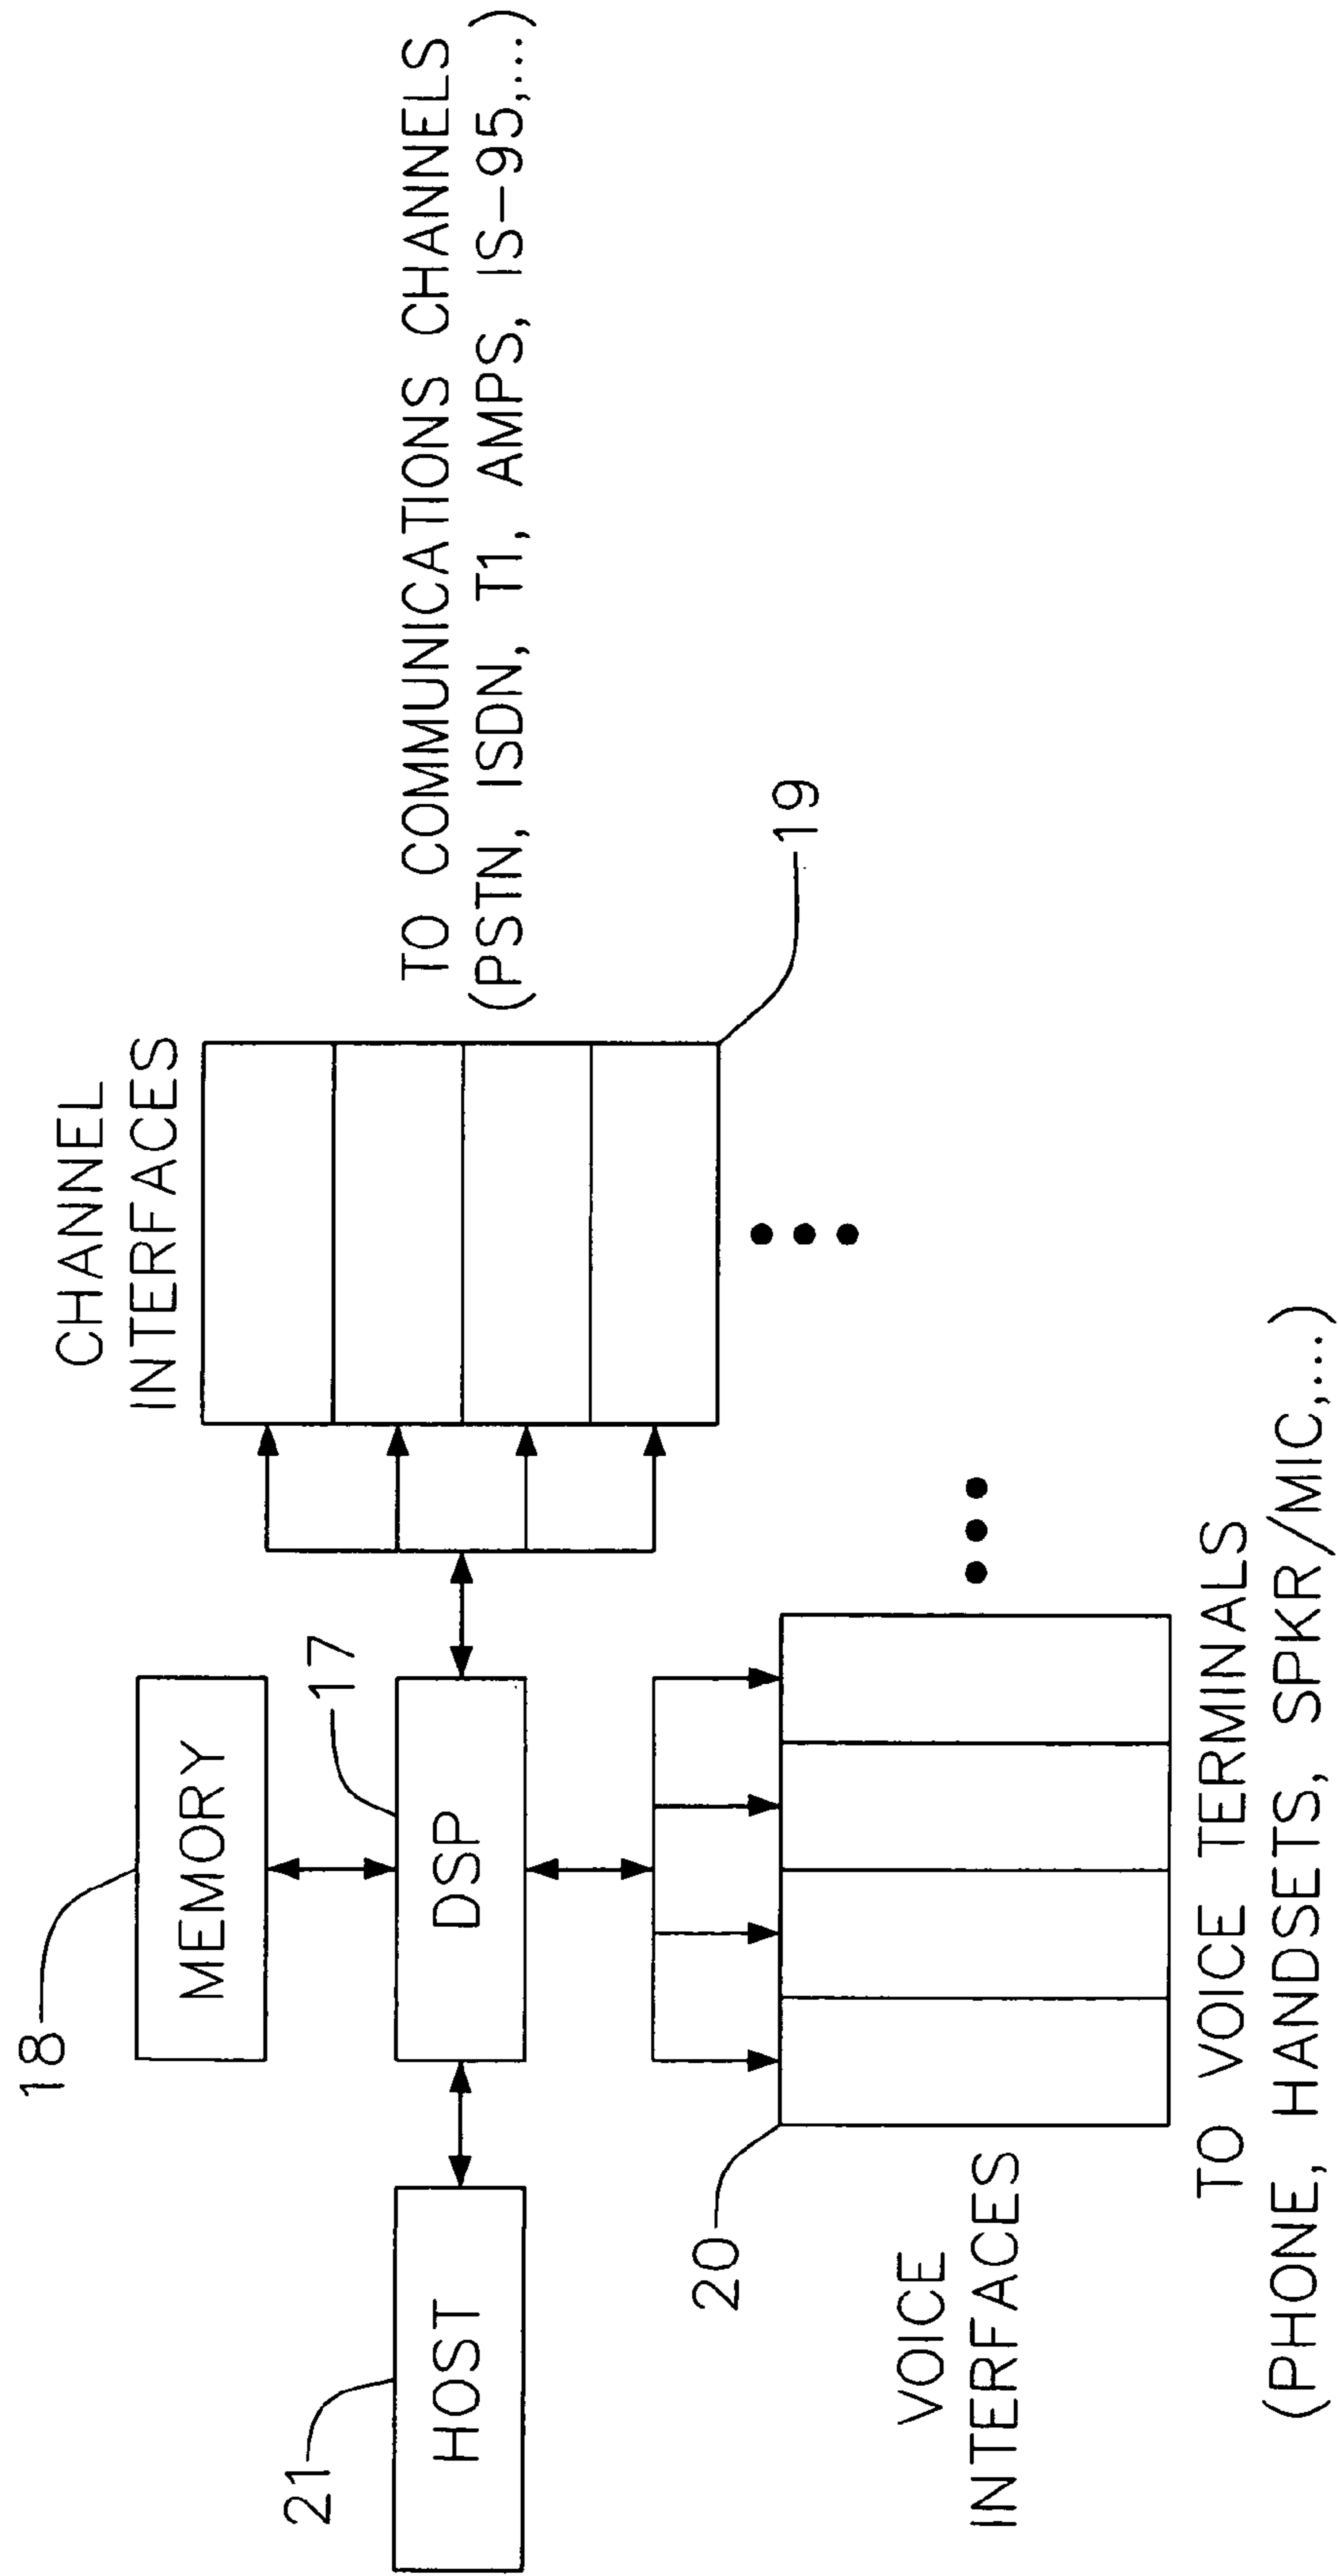 18
MEMORY
17
CHANNEL
INTERFACES
21
HOST
DSP
TO COMMUNICATIONS CHANNELS
(PSTN, ISDN, T1, AMPS, IS-95,...)
19
20
VOICE
INTERFACES
TO VOICE TERMINALS
(PHONE, HANDSETS, SPKR/MIC,...)